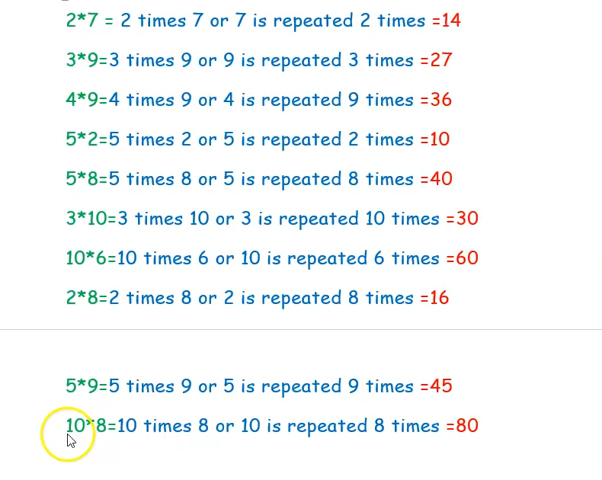 2*7 = 2 times 7 or 7 is repeated 2 times =14
3*9=3 times 9 or 9 is repeated 3 times =27
4*9=4 times 9 or 4 is repeated 9 times =36
5*2=5 times 2 or 5 is repeated 2 times =10
5*8=5 times 8 or 5 is repeated 8 times =40
3*10=3 times 10 or 3 is repeated 10 times =30
10*6=10 times 6 or 10 is repeated 6 times =60
2*8=2 times 8 or 2 is repeated 8 times =16
5*9=5 times 9 or 5 is repeated 9 times =45
10*8=10 times 8 or 10 is repeated 8 times =80